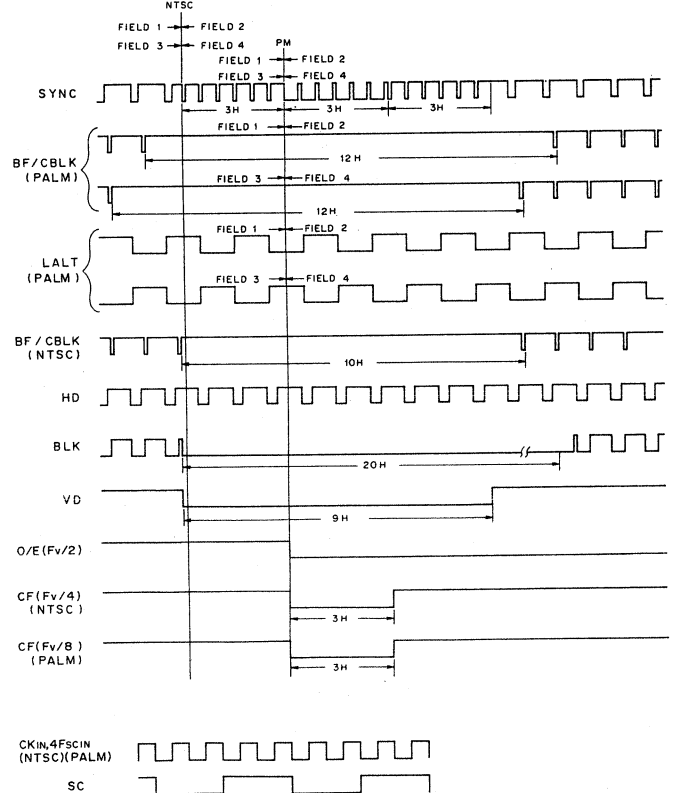 NTSC
FIELD 1 FIELD 2
FIELD 3 FIELD 4
PM
FIELD 1 FIELD 2
FIELD 3 FIELD 4
SYNC
3H 3H 3H
FIELD 1 FIELD 2
BF/CBLK
(PALM)
12H
FIELD 3 FIELD 4
12H
FIELD 1 FIELD 2
LALT
(PALM)
FIELD 3 FIELD 4
BF/CBLK
(NTSC)
10H
HD
BLK
20H
VD
9H
O/E(Fv/2)
CF(Fv/4)
(NTSC)
3H
CF(Fv/8)
(PALM)
3H
CKIN,4FSCIN
(NTSC)(PALM)
SC